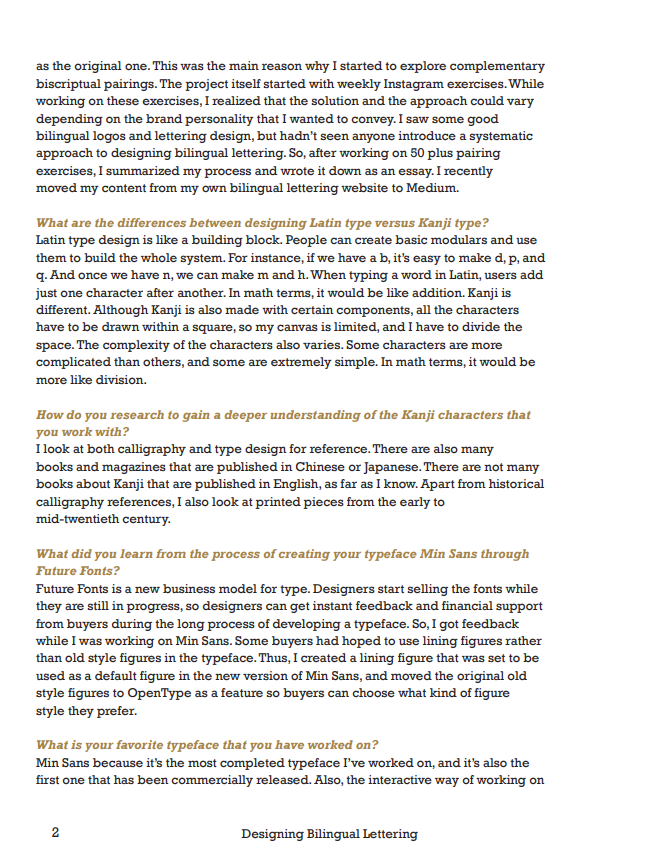 as the original one. This was the main reason why I started to explore complementary
biscriptual pairings. The project itself started with weekly Instagram exercises. While
working on these exercises, I realized that the solution and the approach could vary
depending on the brand personality that I wanted to convey. I saw some good
bilingual logos and lettering design, but hadn't seen anyone introduce a systematic
approach to designing bilingual lettering. So, after working on 50 plus pairing
exercises, I summarized my process and wrote it down as an essay. I recently
moved my content from my own bilingual lettering website to Medium.
What are the differences between designing Latin type versus Kanji type?
Latin type design is like a building block. People can create basic modulars and use
them to build the whole system. For instance, if we have a b, it's easy to make d, p, and
q. And once we have n, we can make m and h. When typing a word in Latin, users add
just one character after another. In math terms, it would be like addition. Kanji is
different. Although Kanji is also made with certain components, all the characters
have to be drawn within a square, so my canvas is limited, and I have to divide the
space. The complexity of the characters also varies. Some characters are more
complicated than others, and some are extremely simple. In math terms, it would be
more like division.
How do you research to gain a deeper understanding of the Kanji characters that
you work with?
I look at both calligraphy and type design for reference. There are also many
books and magazines that are published in Chinese or Japanese. There are not many
books about Kanji that are published in English, as far as I know. Apart from historical
calligraphy references, I also look at printed pieces from the early to
mid-twentieth century.
What did you learn from the process of creating your typeface Min Sans through
Future Fonts?
Future Fonts is a new business model for type. Designers start selling the fonts while
they are still in progress, so designers can get instant feedback and financial support
from buyers during the long process of developing a typeface. So, I got feedback
while I was working on Min Sans. Some buyers had hoped to use lining figures rather
than old style figures in the typeface. Thus, I created a lining figure that was set to be
used as a default figure in the new version of Min Sans, and moved the original old
style figures to OpenType as a feature so buyers can choose what kind of figure
style they prefer.
What is your favorite typeface that you have worked on?
Min Sans because it's the most completed typeface I've worked on, and it's also the
first one that has been commercially released. Also, the interactive way of working on
2 Designing Bilingual Lettering